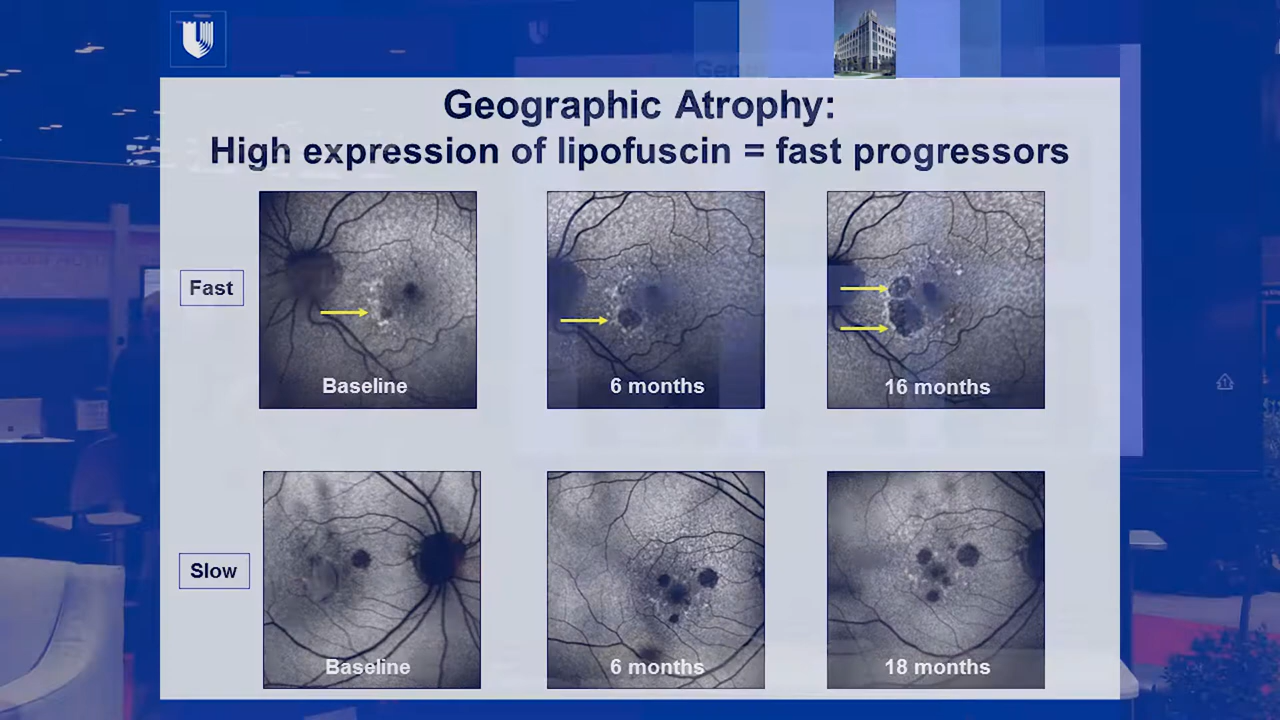 Geographic Atrophy:
High expression of lipofuscin = fast progressors
Fast
Baseline
6 months
16 months
Slow
Baseline
6 months
18 months